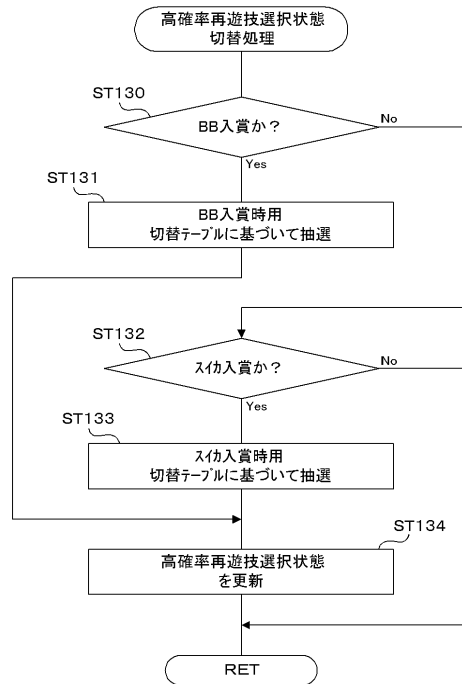 高確率再遊技選択状態
切替処理
ST130
BB入賞か？
No
Yes
ST131
BB入賞時用
切替テーブルに基づいて抽選
ST132
スイカ入賞か？
No
Yes
ST133
スイカ入賞時用
切替テーブルに基づいて抽選
ST134
高確率再遊技選択状態
を更新
RET